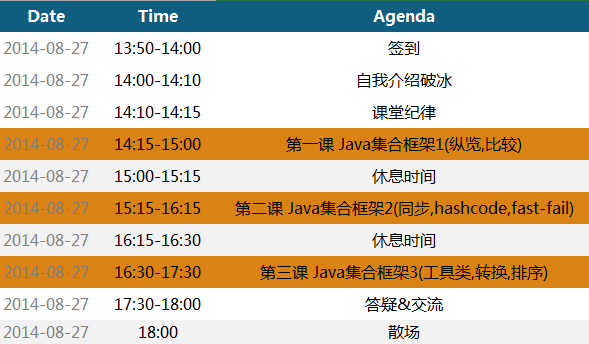 Date Time Agenda
2014-08-27 13:50-14:00 签到
2014-08-27 14:00-14:10 自我介绍破冰
2014-08-27 14:10-14:15 课堂纪律
2014-08-27 14:15-15:00 第一课 Java集合框架1(纵览,比较)
2014-08-27 15:00-15:15 休息时间
2014-08-27 15:15-16:15 第二课 Java集合框架2(同步,hashcode,fast-fail)
2014-08-27 16:15-16:30 休息时间
2014-08-27 16:30-17:30 第三课 Java集合框架3(工具类,转换,排序)
2014-08-27 17:30-18:00 答疑&交流
2014-08-27 18:00 散场